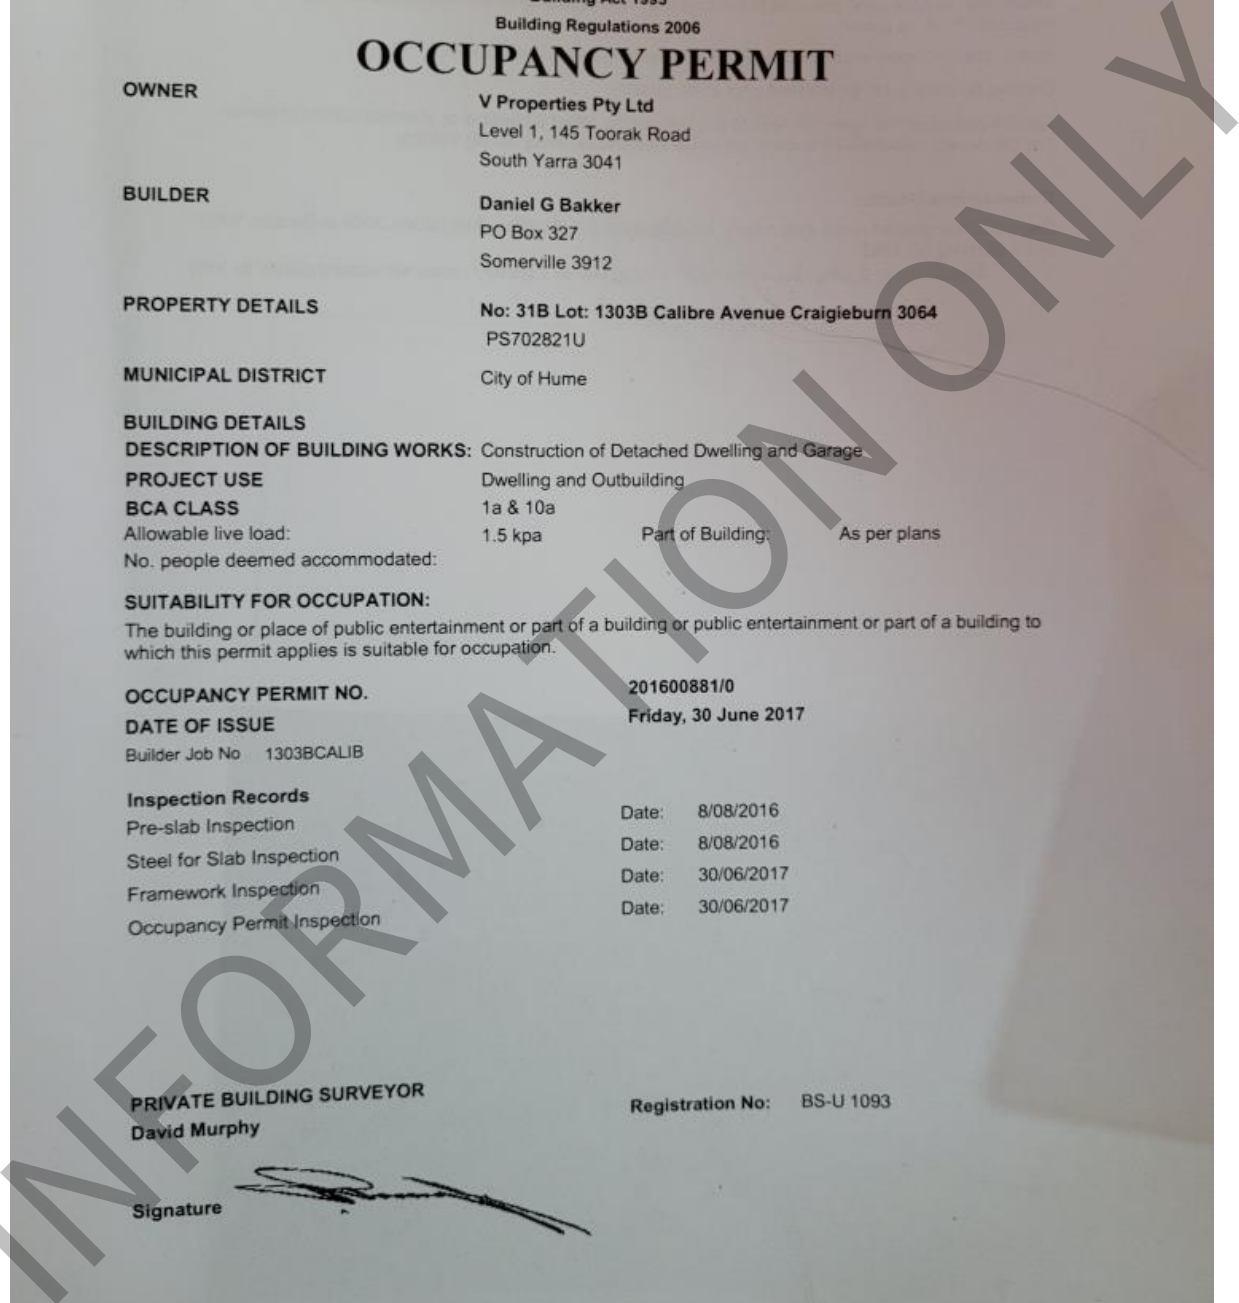 Building Act 1993
Building Regulations 2006
OCCUPANCY PERMIT
OWNER
V Properties Pty Ltd
Level 1, 145 Toorak Road
South Yarra 3041
BUILDER
Daniel G Bakker
PO Box 327
Somerville 3912
PROPERTY DETAILS
No: 31B Lot: 1303B Calibre Avenue Craigieburn 3064
PS702821U
MUNICIPAL DISTRICT City of Hume
BUILDING DETAILS
DESCRIPTION OF BUILDING WORKS: Construction of Detached Dwelling and Garage
PROJECT USE Dwelling and Outbuilding
BCA CLASS 1a & 10a
Allowable live load: 1.5 kpa Part of Building: As per plans
No. people deemed accommodated:
SUITABILITY FOR OCCUPATION:
The building or place of public entertainment or part of a building or public entertainment or part of a building to
which this permit applies is suitable for occupation.
OCCUPANCY PERMIT NO. 201600881/0
DATE OF ISSUE Friday, 30 June 2017
Builder Job No 1303BCALIB
Inspection Records
Pre-slab Inspection Date: 8/08/2016
Steel for Slab Inspection Date: 8/08/2016
Framework Inspection Date: 30/06/2017
Occupancy Permit Inspection Date: 30/06/2017
PRIVATE BUILDING SURVEYOR
David Murphy
Registration No: BS-U 1093
Signature
INFORMATION ONLY